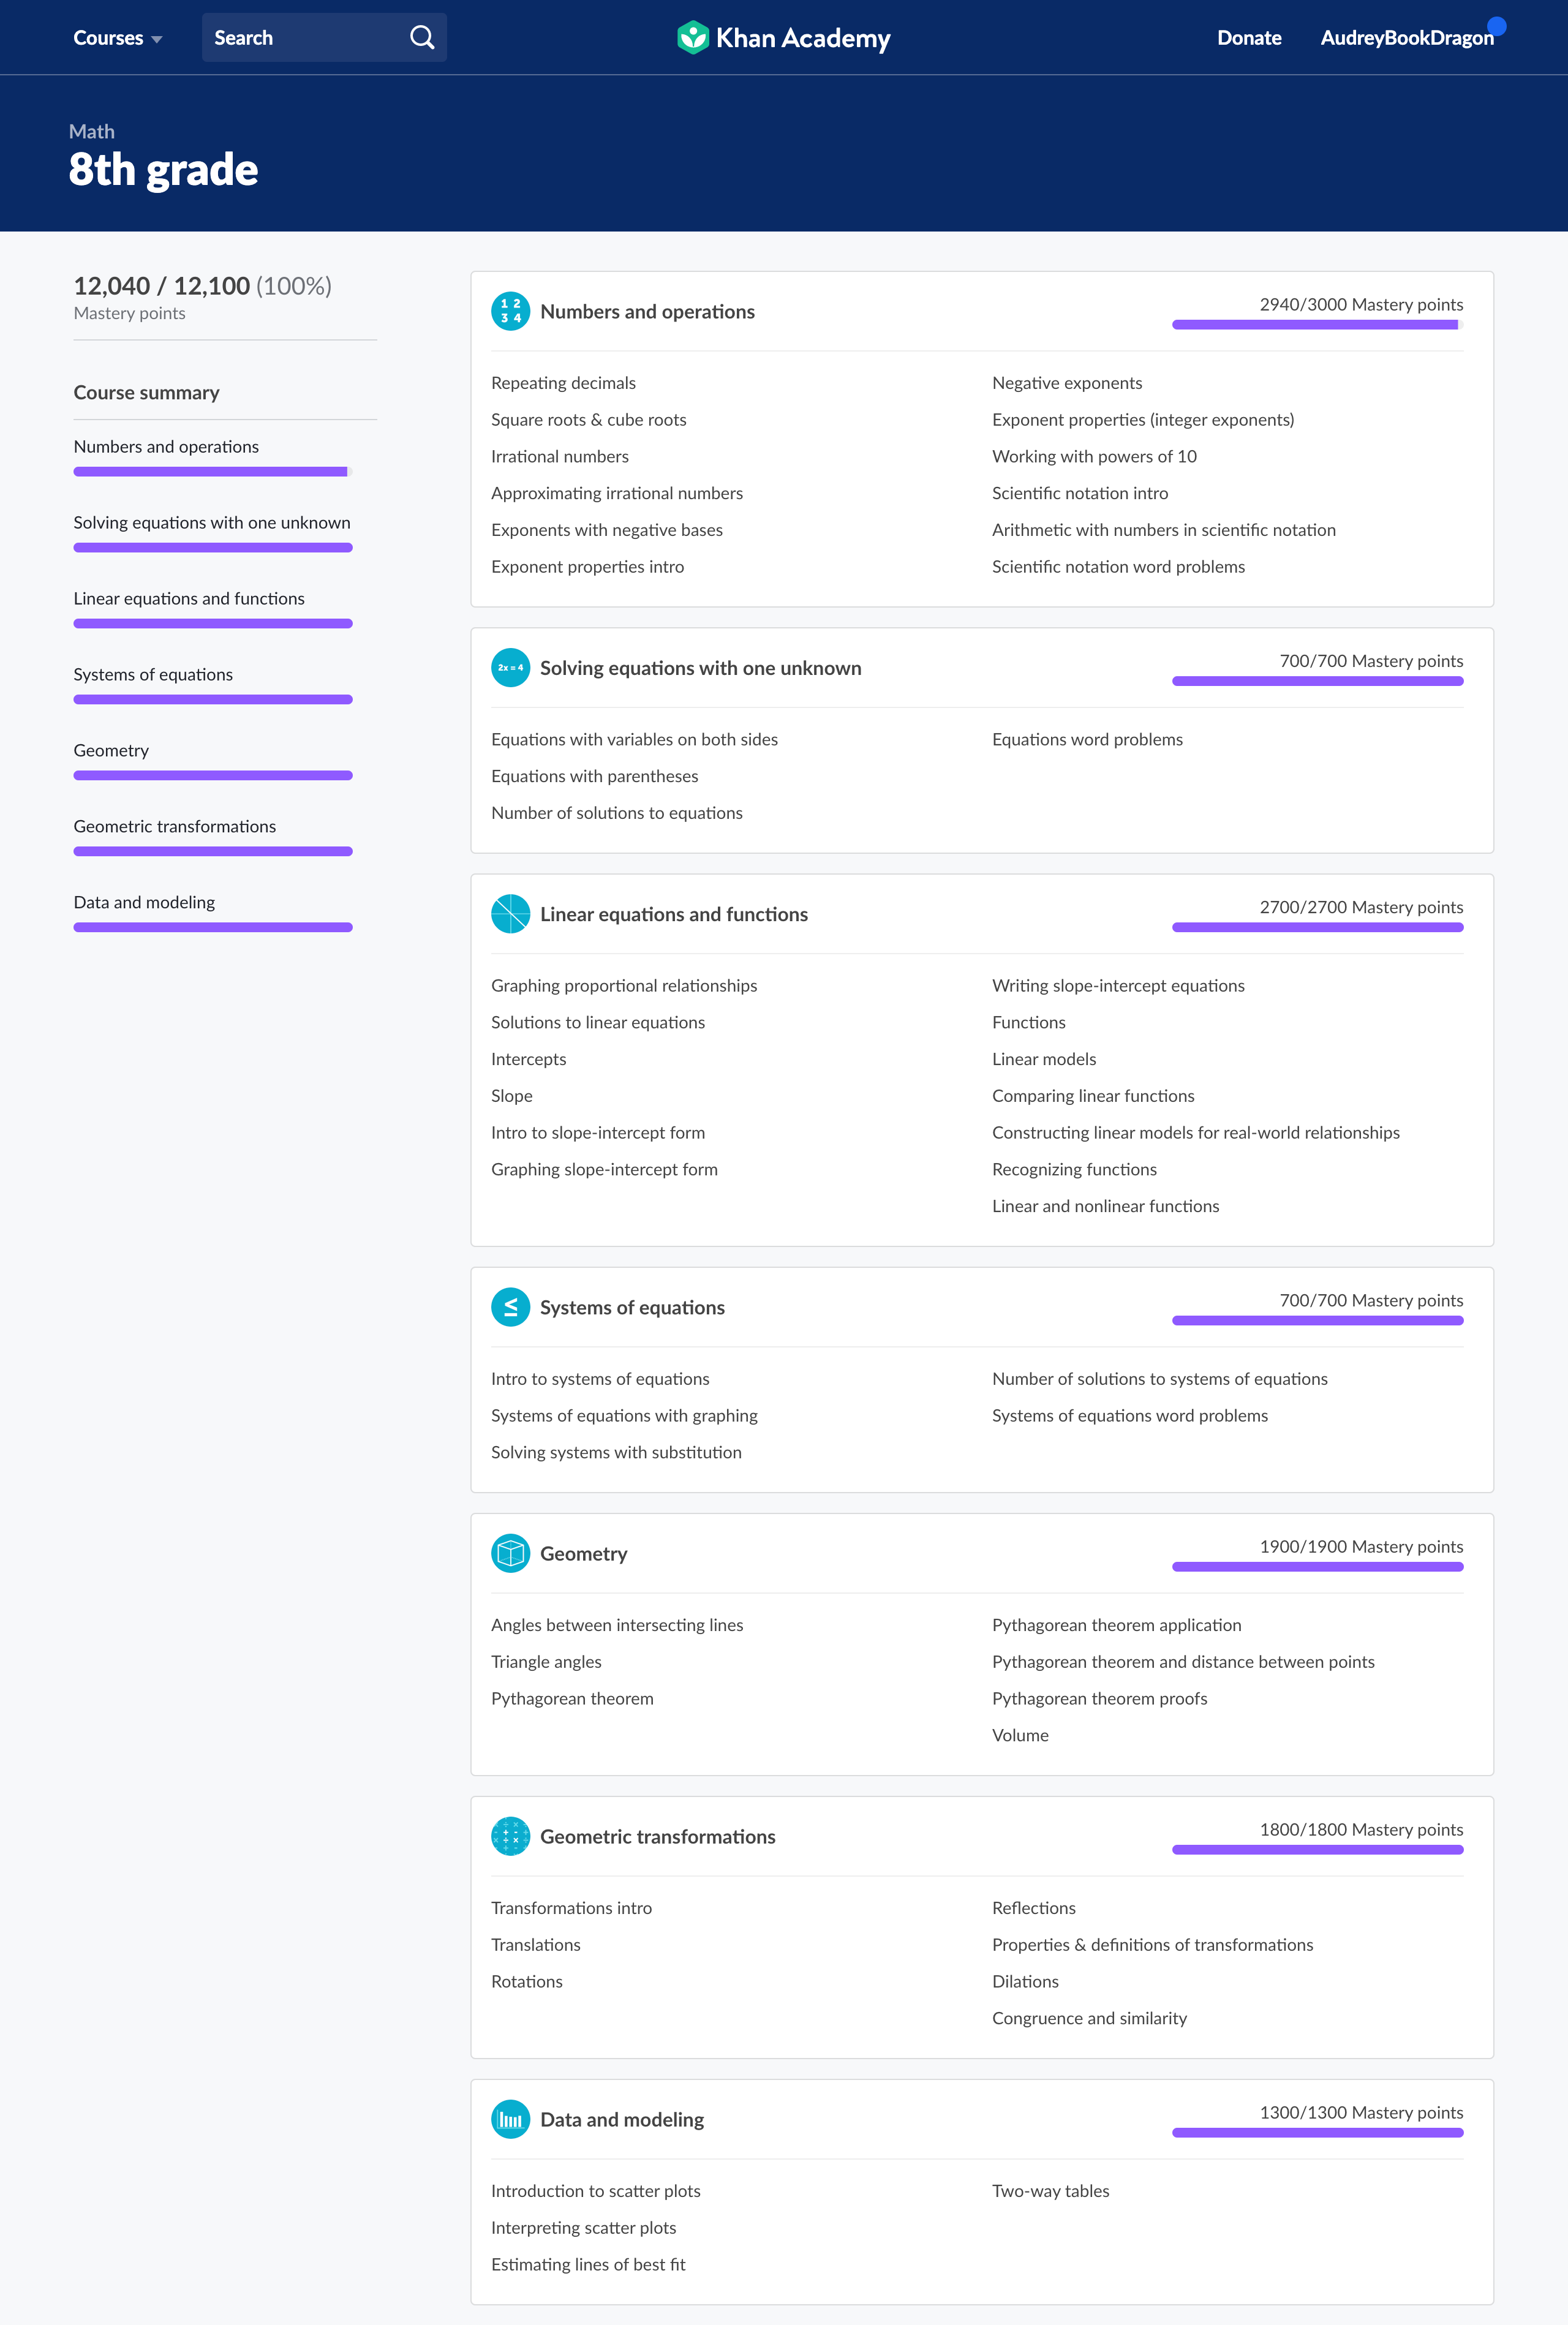 Courses
Search
Khan Academy
Donate
AudreyBookDragon
Math
8th grade
12,040 / 12,100 (100%)
Mastery points
Course summary
Numbers and operations
Solving equations with one unknown
Linear equations and functions
Systems of equations
Geometry
Geometric transformations
Data and modeling
1 2
3 4
Numbers and operations
2940/3000 Mastery points
Repeating decimals
Square roots & cube roots
Irrational numbers
Approximating irrational numbers
Exponents with negative bases
Exponent properties intro
Negative exponents
Exponent properties (integer exponents)
Working with powers of 10
Scientific notation intro
Arithmetic with numbers in scientific notation
Scientific notation word problems
2x = 4
Solving equations with one unknown
700/700 Mastery points
Equations with variables on both sides
Equations with parentheses
Number of solutions to equations
Equations word problems
Linear equations and functions
2700/2700 Mastery points
Graphing proportional relationships
Solutions to linear equations
Intercepts
Slope
Intro to slope-intercept form
Graphing slope-intercept form
Writing slope-intercept equations
Functions
Linear models
Comparing linear functions
Constructing linear models for real-world relationships
Recognizing functions
Linear and nonlinear functions
≤
Systems of equations
700/700 Mastery points
Intro to systems of equations
Systems of equations with graphing
Solving systems with substitution
Number of solutions to systems of equations
Systems of equations word problems
Geometry
1900/1900 Mastery points
Angles between intersecting lines
Triangle angles
Pythagorean theorem
Pythagorean theorem application
Pythagorean theorem and distance between points
Pythagorean theorem proofs
Volume
Geometric transformations
1800/1800 Mastery points
Transformations intro
Translations
Rotations
Reflections
Properties & definitions of transformations
Dilations
Congruence and similarity
Data and modeling
1300/1300 Mastery points
Introduction to scatter plots
Interpreting scatter plots
Estimating lines of best fit
Two-way tables